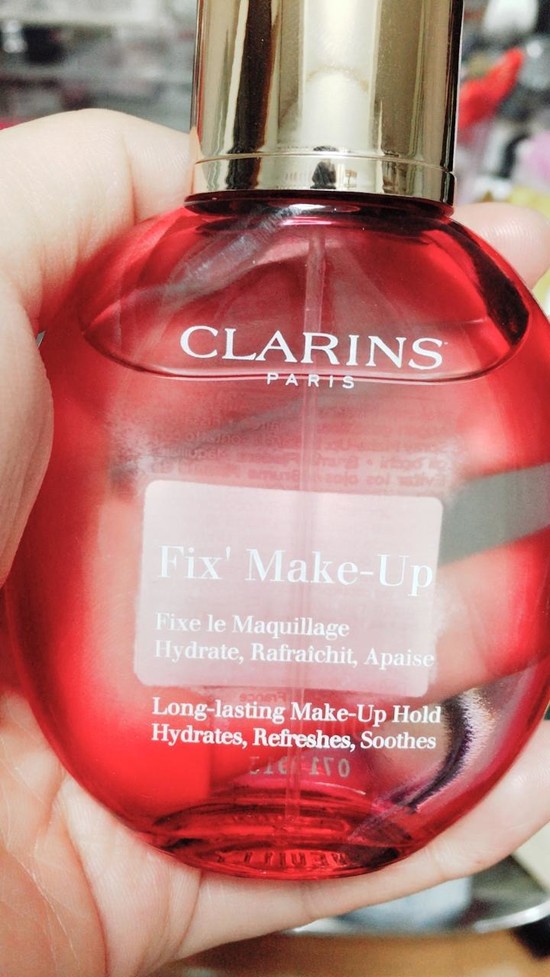 CLARINS
PARIS
Fix' Make-Up
Fixe le Maquillage
Hydrate, Rafraîchit, Apaise
Long-lasting Make-Up Hold
Hydrates, Refreshes, Soothes